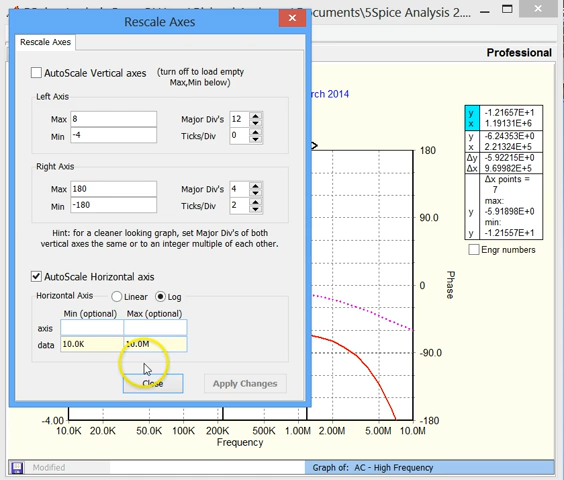 Documents\5Spice Analysis 2....
Rescale Axes
Rescale Axes
Professional
AutoScale Vertical axes (turn off to load empty
Max,Min below)
rch 2014
Left Axis
Max 8 Major Div's 12
Min -4 Ticks/Div 0
Right Axis
Max 180 Major Div's 4
Min -180 Ticks/Div 2
Hint: for a cleaner looking graph, set Major Div's of both
vertical axes the same or to an integer multiple of each other.
AutoScale Horizontal axis
Horizontal Axis Linear Log
Min (optional) Max (optional)
axis
data 10.0K 10.0M
Close Apply Changes
y -1.21657E+1
x 1.19131E+6
y -6.24353E+0
x 2.21324E+5
Δy -5.92215E+0
Δx 9.69982E+5
Δx points =
7
max:
y -5.91898E+0
min:
y -1.21557E+1
Engr numbers
180
90.0
0
-90.0
-180
Phase
-4.00
10.0K 20.0K 50.0K 100K 200K 500K 1.00M 2.00M 5.00M 10.0M
Frequency
Modified Graph of: AC - High Frequency